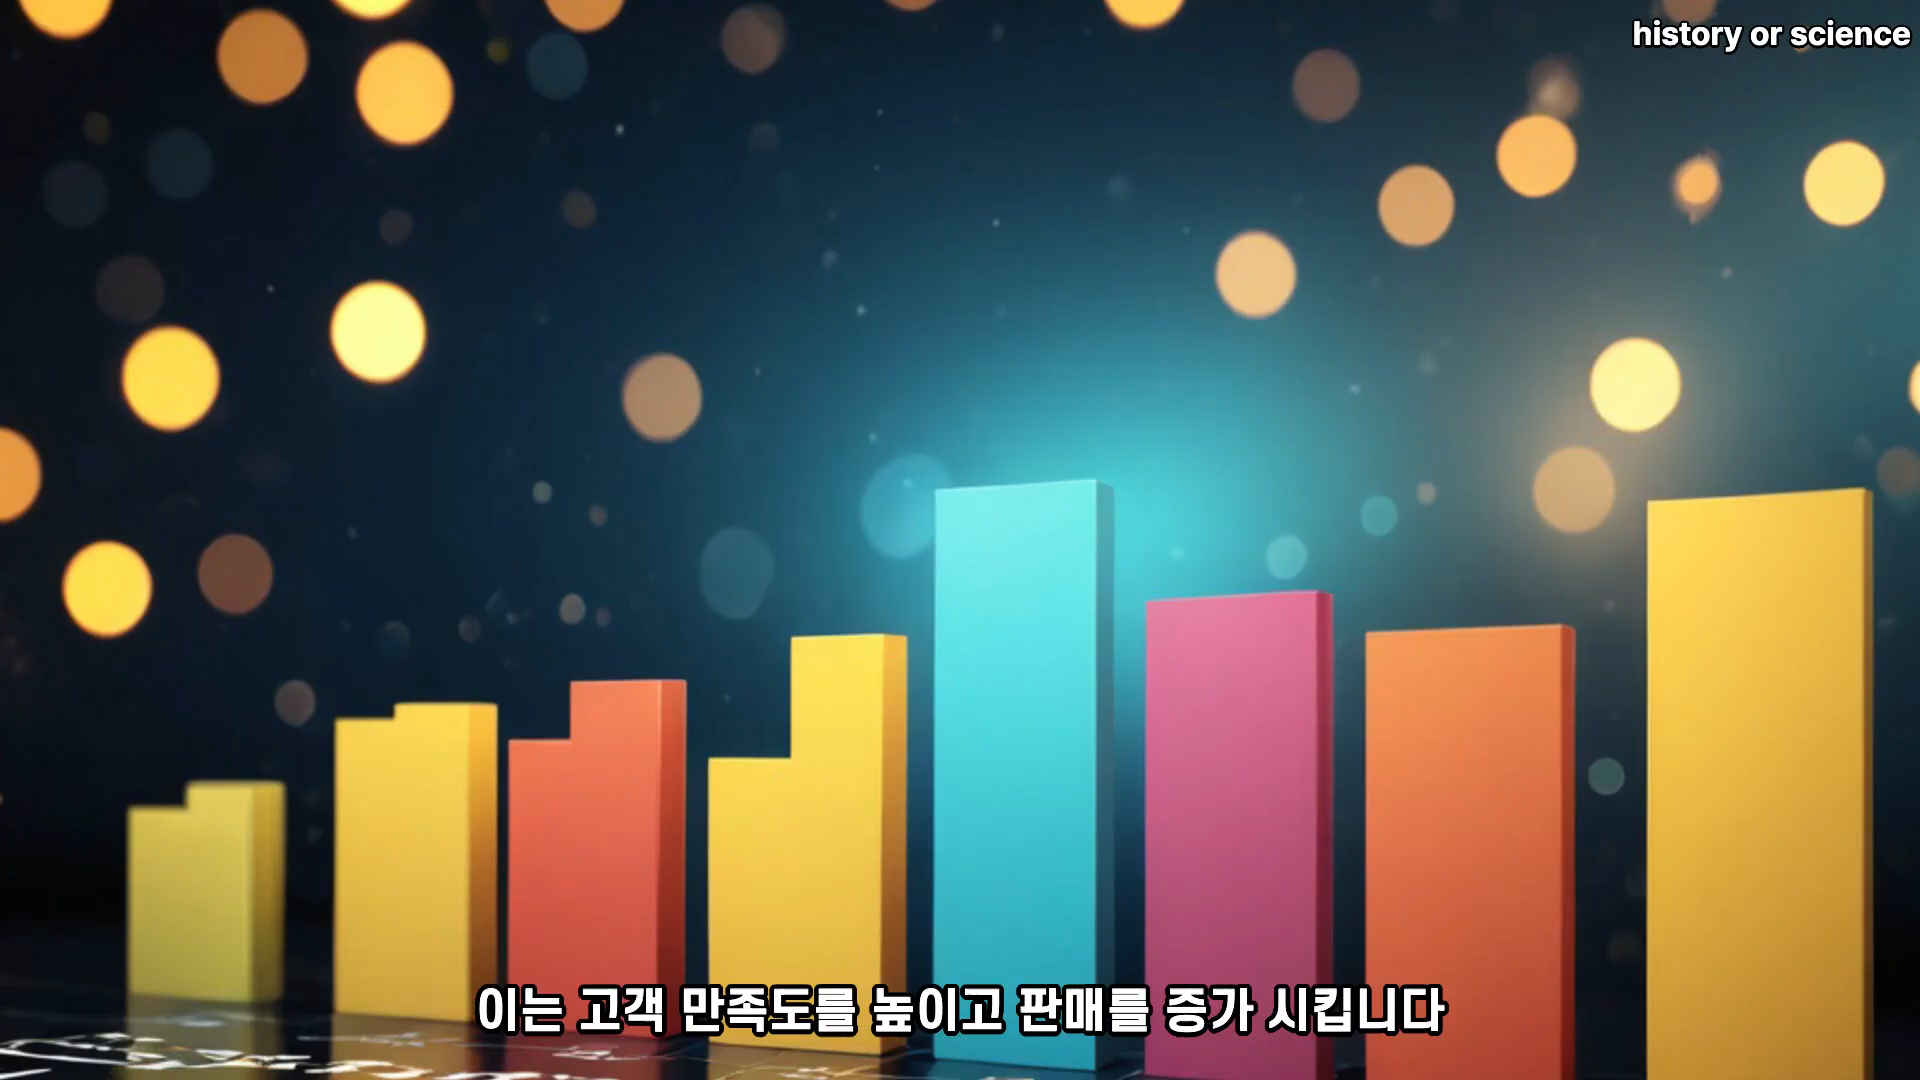 history or science
이는 고객 만족도를 높이고 판매를 증가 시킵니다